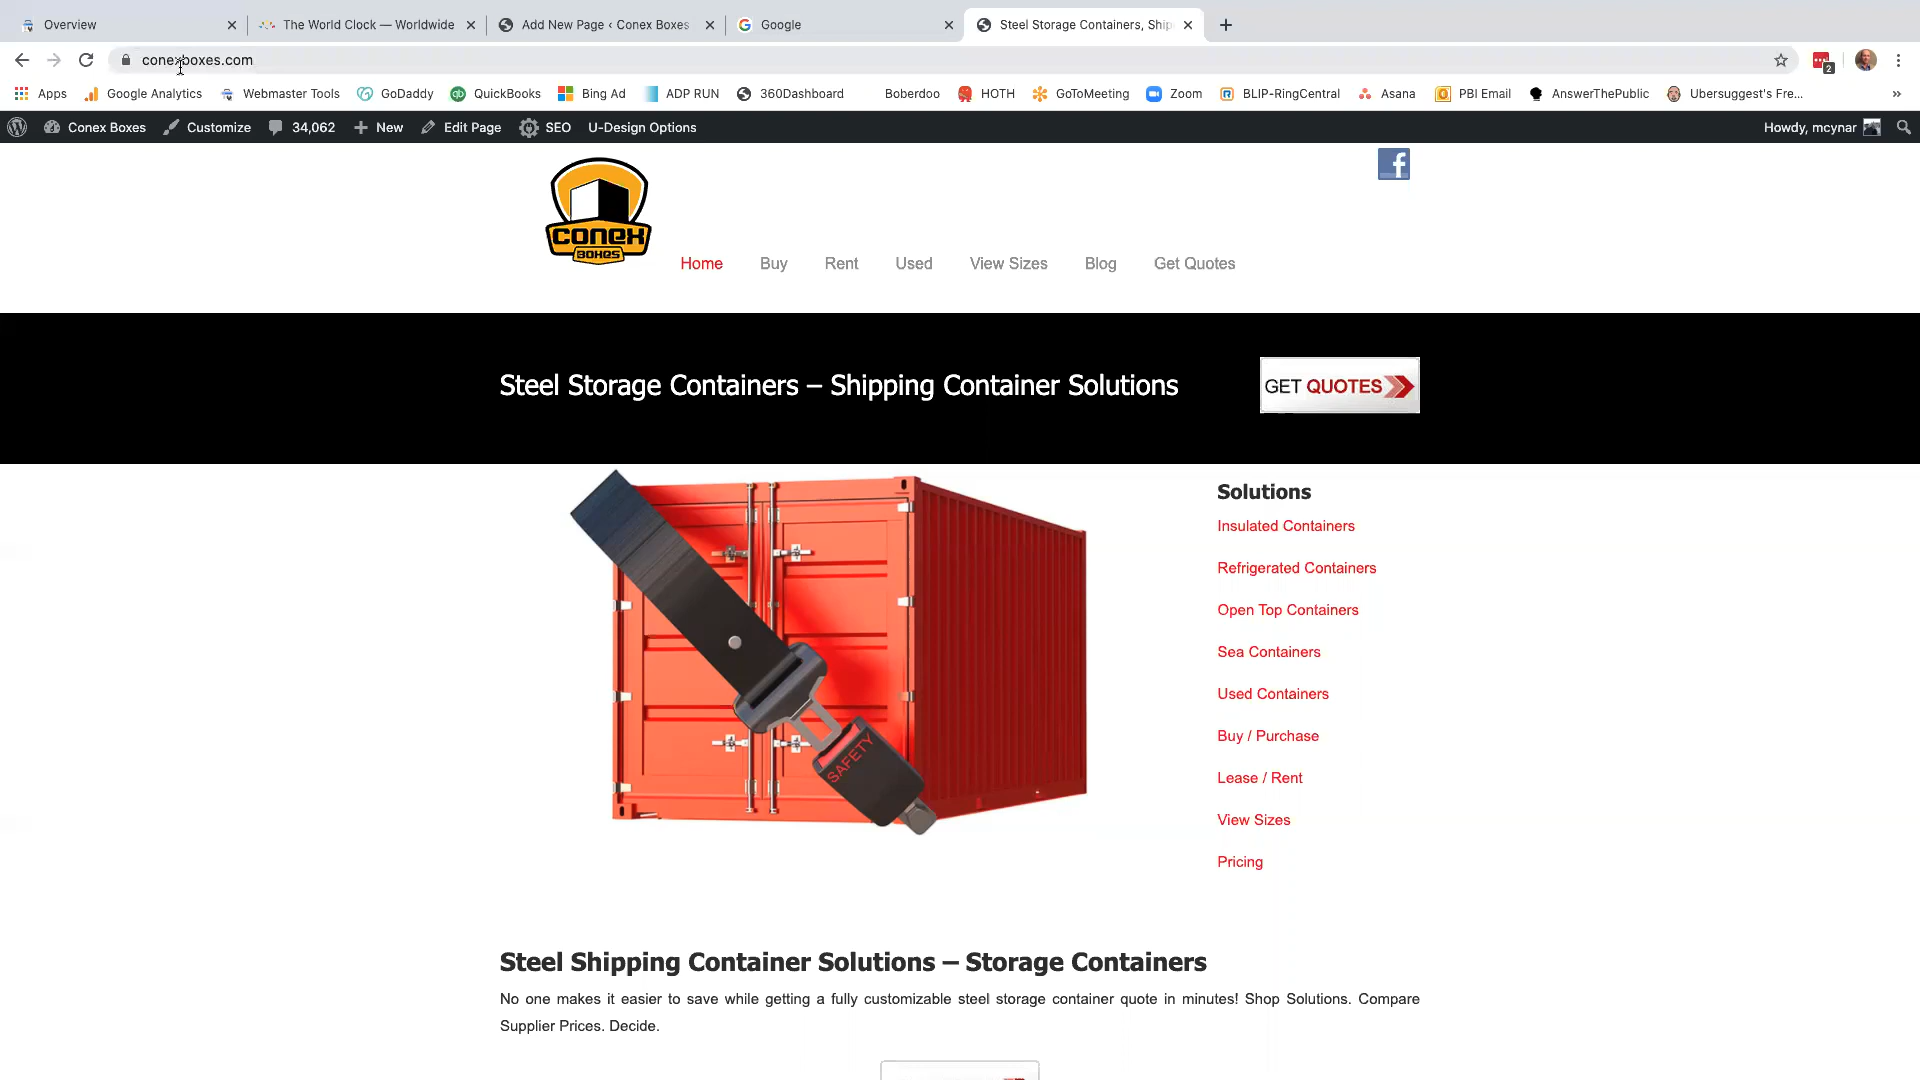 Overview
The World Clock — Worldwide
Add New Page ‹ Conex Boxes
Google
Steel Storage Containers, Ship
conexboxes.com
2
Apps
Google Analytics
Webmaster Tools
GoDaddy
QuickBooks
Bing Ad
ADP RUN
360Dashboard
Boberdoo
HOTH
GoToMeeting
Zoom
BLIP-RingCentral
Asana
PBI Email
AnswerThePublic
Ubersuggest's Fre...
Conex Boxes
Customize
34,062
New
Edit Page
SEO
U-Design Options
Howdy, mcynar
CONEX
BOXES
Home
Buy
Rent
Used
View Sizes
Blog
Get Quotes
Steel Storage Containers – Shipping Container Solutions
GET QUOTES
SAFETY
Solutions
Insulated Containers
Refrigerated Containers
Open Top Containers
Sea Containers
Used Containers
Buy / Purchase
Lease / Rent
View Sizes
Pricing
Steel Shipping Container Solutions – Storage Containers
No one makes it easier to save while getting a fully customizable steel storage container quote in minutes! Shop Solutions. Compare
Supplier Prices. Decide.